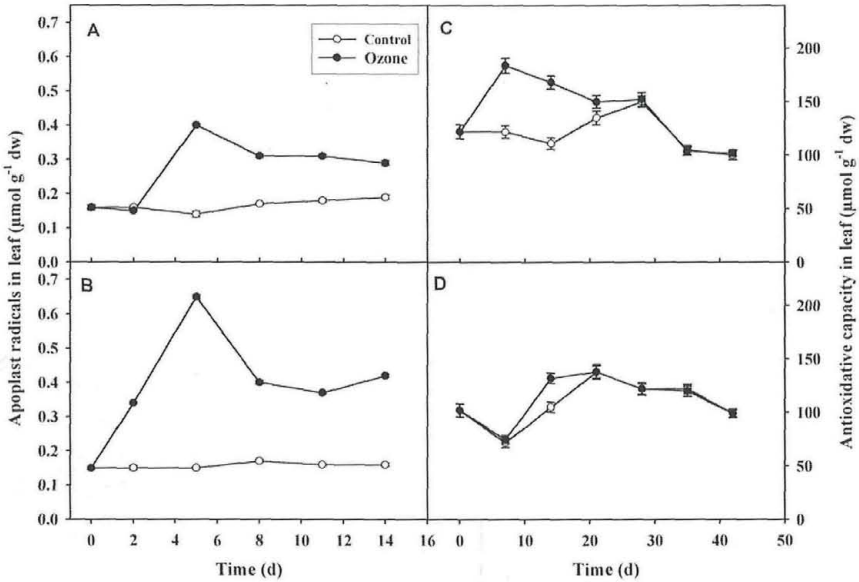 A
Control
Ozone
0.7
0.6
0.5
0.4
0.3
0.2
0.1
0.0
C
200
150
100
50
0
B
0.7
0.6
0.5
0.4
0.3
0.2
0.1
0.0
D
200
150
100
50
0
0 2 4 6 8 10 12 14 16
0 10 20 30 40 50
Time (d)
Time (d)
Apoplast radicals in leaf (µmol g⁻¹ dw)
Antioxidative capacity in leaf (µmol g⁻¹ dw)